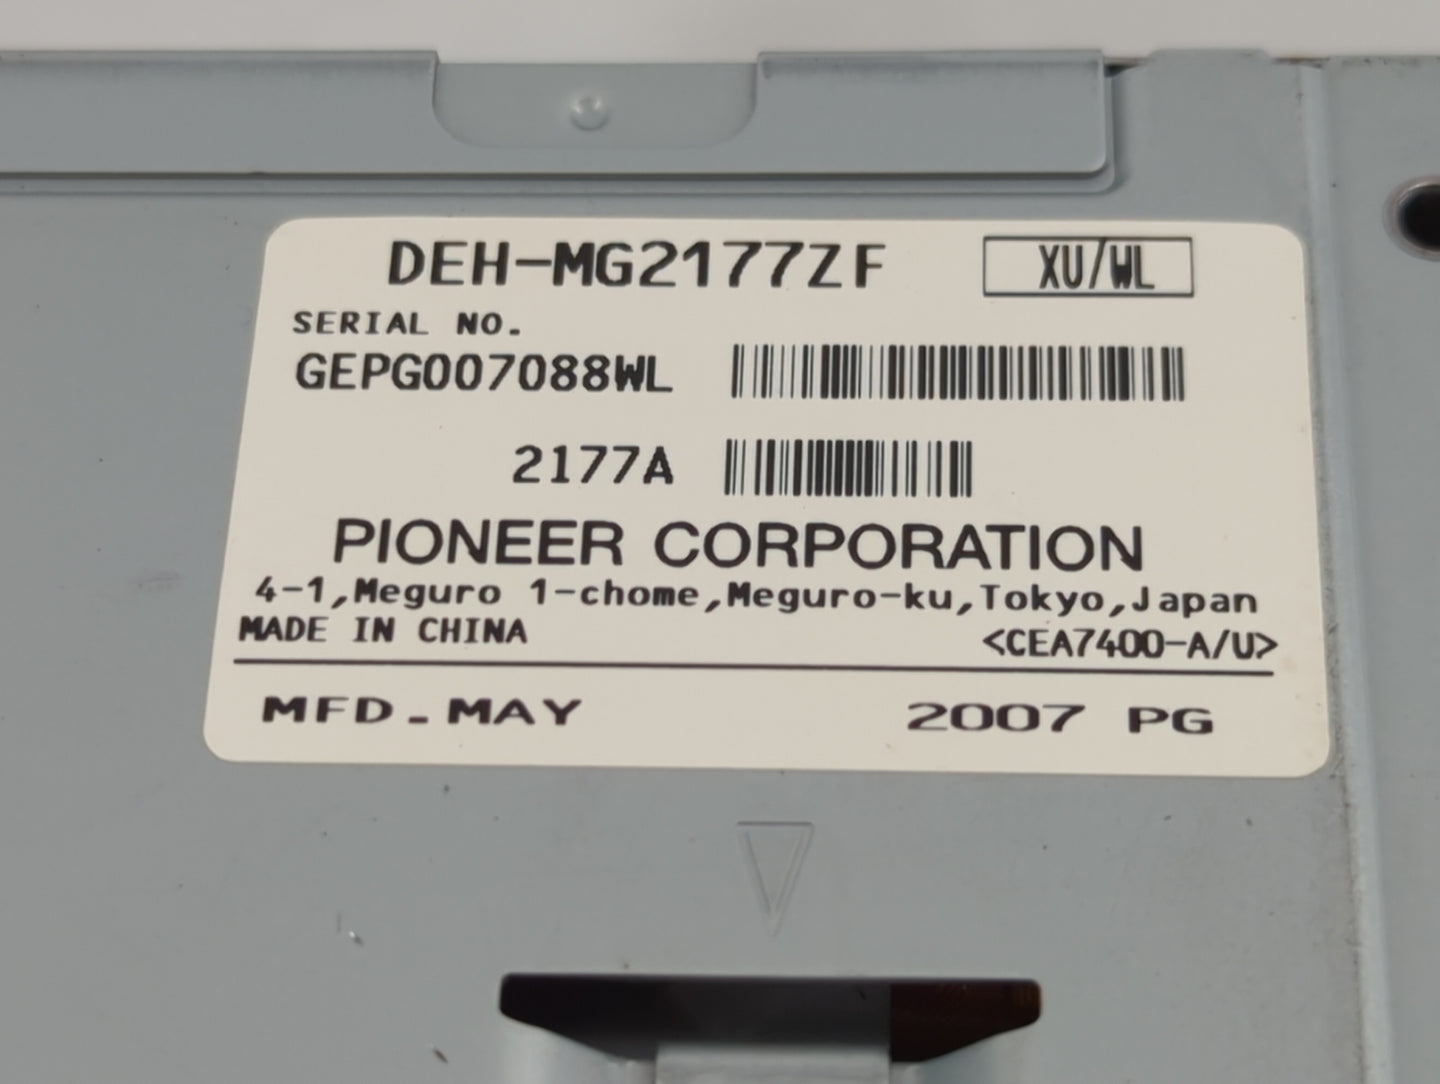 DEH-MG2177ZF XU/WL
SERIAL NO.
GEPG007088WL
2177A
PIONEER CORPORATION
4-1,Meguro 1-chome,Meguro-ku,Tokyo,Japan
MADE IN CHINA <CEA7400-A/U>
MFD.MAY 2007 PG